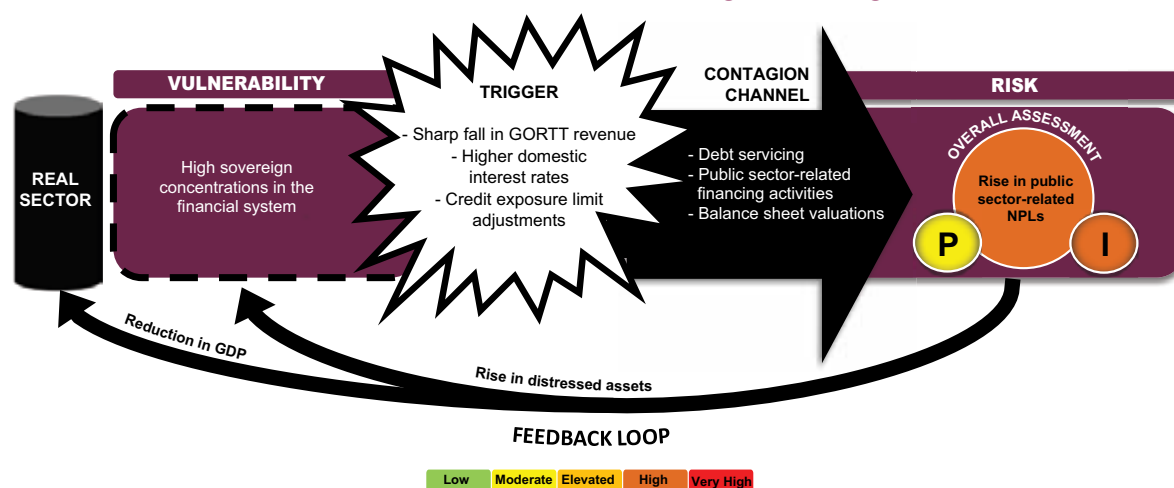 VULNERABILITY
TRIGGER
CONTAGION
CHANNEL
RISK
REAL
SECTOR
High sovereign
concentrations in the
financial system
- Sharp fall in GORTT revenue
- Higher domestic
interest rates
- Credit exposure limit
adjustments
- Debt servicing
- Public sector-related
financing activities
- Balance sheet valuations
OVERALL ASSESSMENT
Rise in public
sector-related
NPLs
P
I
Reduction in GDP
Rise in distressed assets
FEEDBACK LOOP
Low Moderate Elevated High Very High